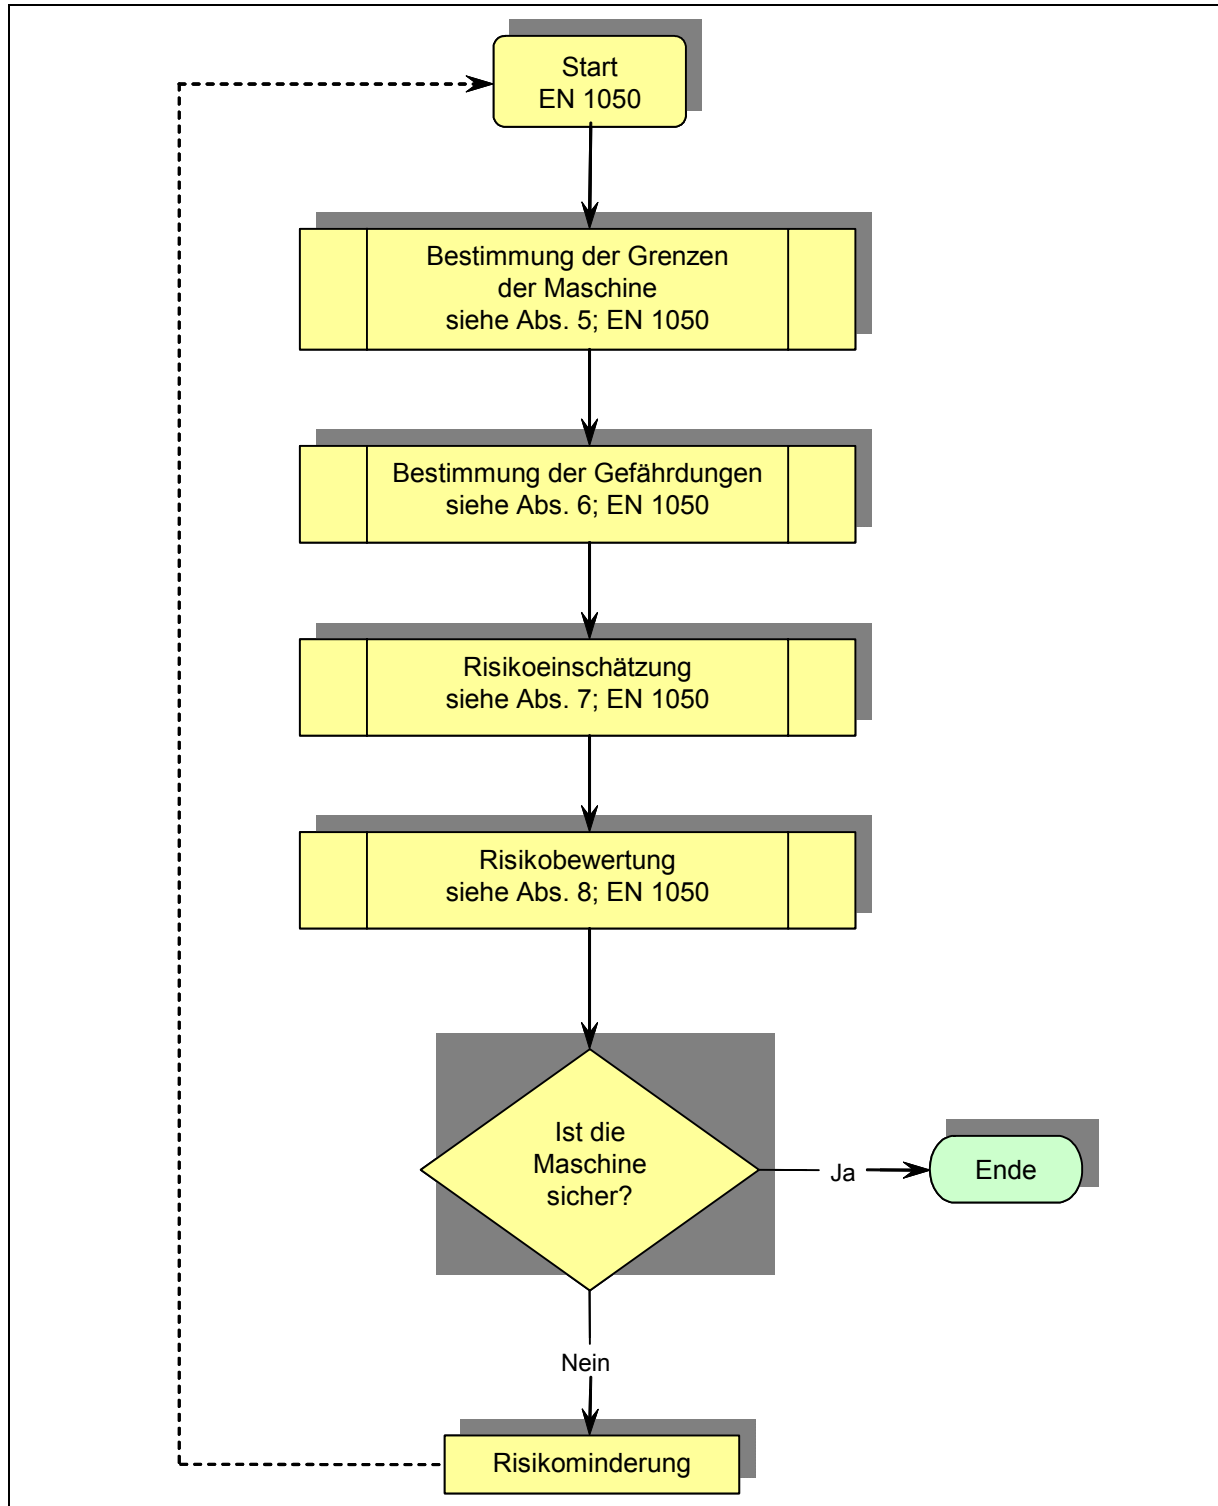 Start
EN 1050
Bestimmung der Grenzen
der Maschine
siehe Abs. 5; EN 1050
Bestimmung der Gefährdungen
siehe Abs. 6; EN 1050
Risikoeinschätzung
siehe Abs. 7; EN 1050
Risikobewertung
siehe Abs. 8; EN 1050
Ist die
Maschine
sicher?
Ja
Ende
Nein
Risikominderung